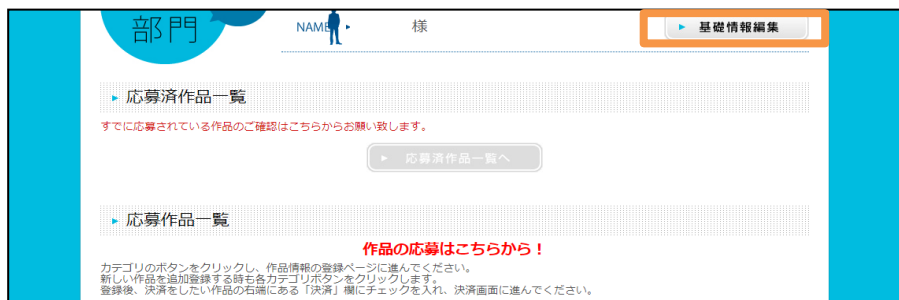 部門
NAME 様
基礎情報編集
応募済作品一覧
すでに応募されている作品のご確認はこちらからお願い致します。
応募済作品一覧へ
応募作品一覧
作品の応募はこちらから！
カテゴリのボタンをクリックし、作品情報の登録ページに進んでください。
新しい作品を追加登録する時も各カテゴリボタンをクリックします。
登録後、決済をしたい作品の右端にある「決済」欄にチェックを入れ、決済画面に進んでください。